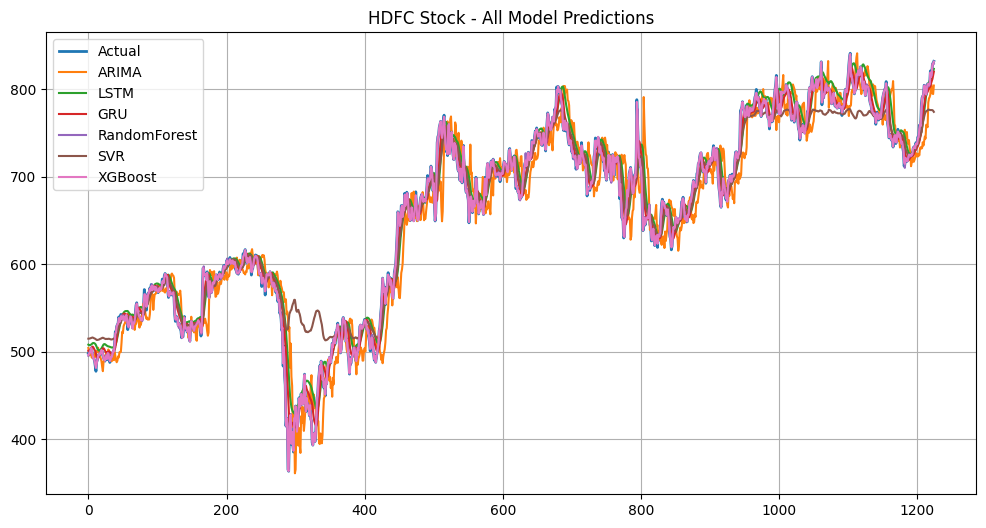 HDFC Stock - All Model Predictions
Actual
ARIMA
LSTM
GRU
RandomForest
SVR
XGBoost
800
700
600
500
400
0 200 400 600 800 1000 1200